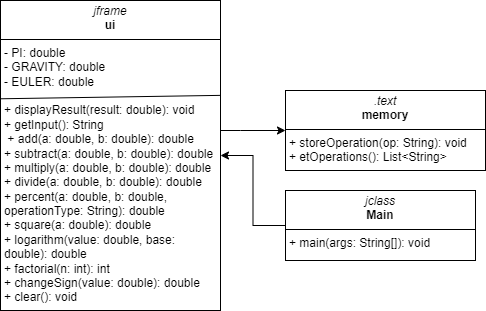 jframe
ui
- PI: double
- GRAVITY: double
- EULER: double
+ displayResult(result: double): void
+ getInput(): String
+ add(a: double, b: double): double
+ subtract(a: double, b: double): double
+ multiply(a: double, b: double): double
+ divide(a: double, b: double): double
+ percent(a: double, b: double,
operationType: String): double
+ square(a: double): double
+ logarithm(value: double, base:
double): double
+ factorial(n: int): int
+ changeSign(value: double): double
+ clear(): void
.text
memory
+ storeOperation(op: String): void
+ etOperations(): List<String>
jclass
Main
+ main(args: String[]): void